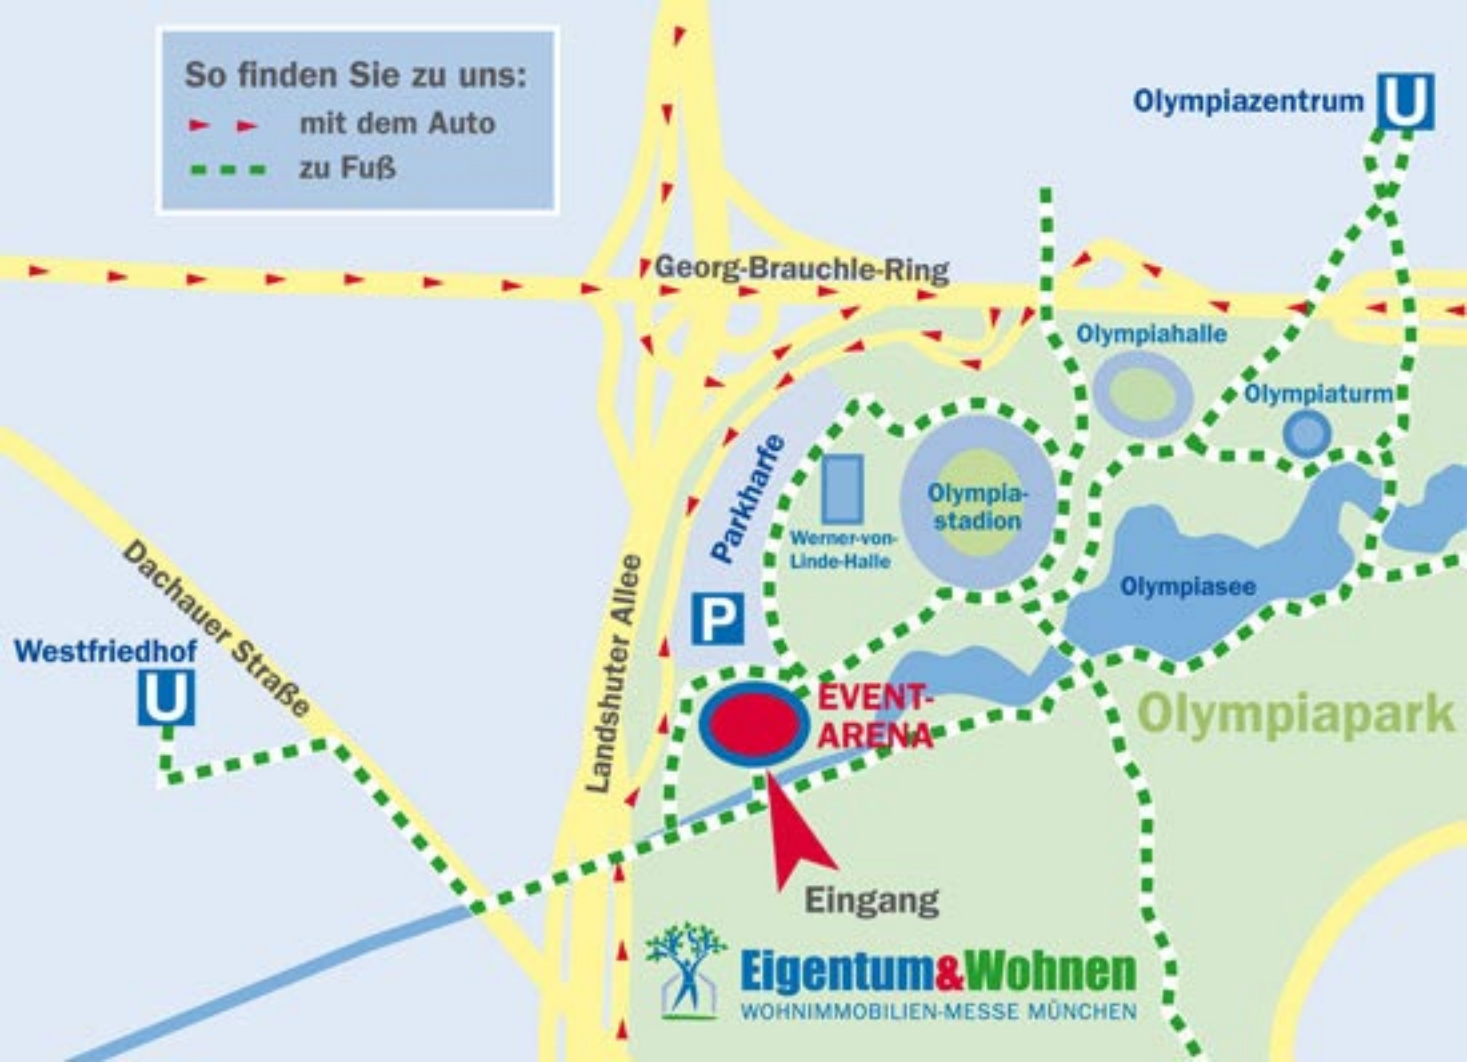 So finden Sie zu uns:
mit dem Auto
zu Fuß
Olympiazentrum U
Georg-Brauchle-Ring
Olympiahalle
Olympiaturm
Parkharfe
Olympia-
stadion
Werner-von-
Linde-Halle
Dachauer Straße
Landshuter Allee
Olympiasee
P
Westfriedhof
U
EVENT-
ARENA
Olympiapark
Eingang
Eigentum&Wohnen
WOHNIMMOBILIEN-MESSE MÜNCHEN